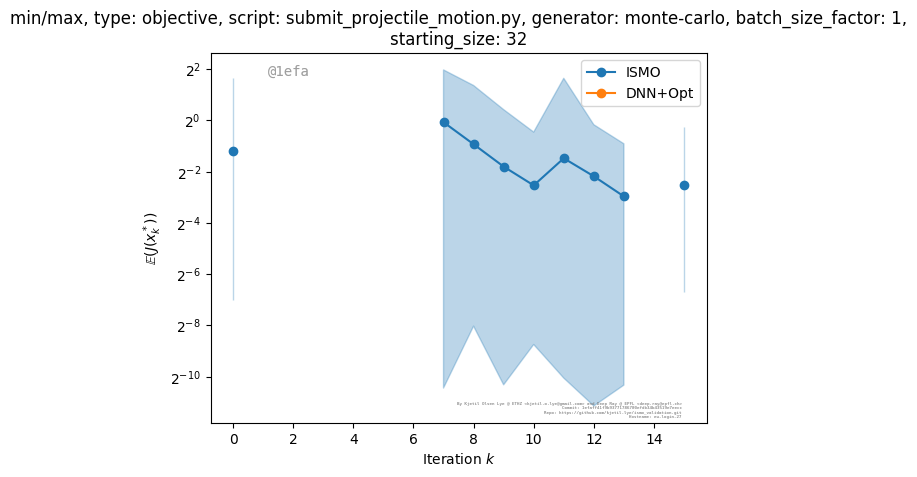 min/max, type: objective, script: submit_projectile_motion.py, generator: monte-carlo, batch_size_factor: 1,
starting_size: 32
@1efa
ISMO
DNN+Opt
2^2
2^0
2^-2
2^-4
2^-6
2^-8
2^-10
𝔼(J(x_k^*))
0 2 4 6 8 10 12 14
Iteration k